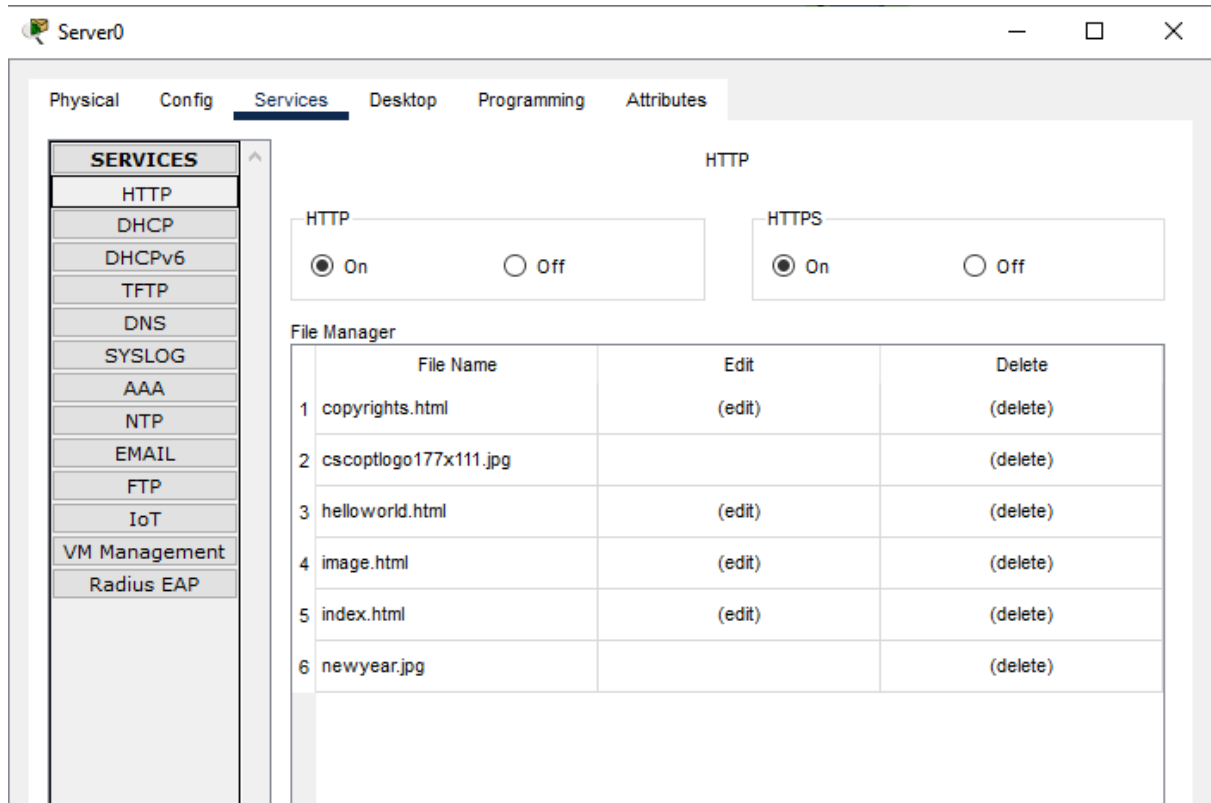 Server0
Physical Config Services Desktop Programming Attributes
SERVICES
HTTP
DHCP
DHCPv6
TFTP
DNS
SYSLOG
AAA
NTP
EMAIL
FTP
IoT
VM Management
Radius EAP
HTTP
HTTP
On Off
HTTPS
On Off
File Manager
File Name Edit Delete
1 copyrights.html (edit) (delete)
2 cscoptlogo177x111.jpg (delete)
3 helloworld.html (edit) (delete)
4 image.html (edit) (delete)
5 index.html (edit) (delete)
6 newyear.jpg (delete)